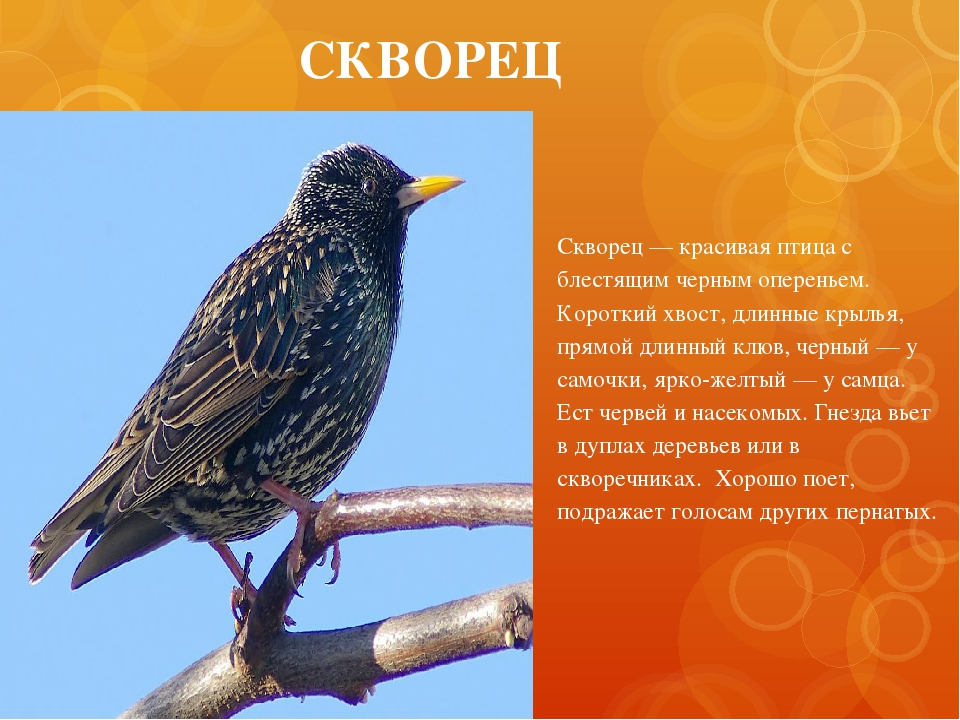 СКВОРЕЦ
Скворец — красивая птица с
блестящим черным опереньем.
Короткий хвост, длинные крылья,
прямой длинный клюв, черный — у
самочки, ярко-желтый — у самца.
Ест червей и насекомых. Гнезда вьет
в дуплах деревьев или в
скворечниках.  Хорошо поет,
подражает голосам других пернатых.